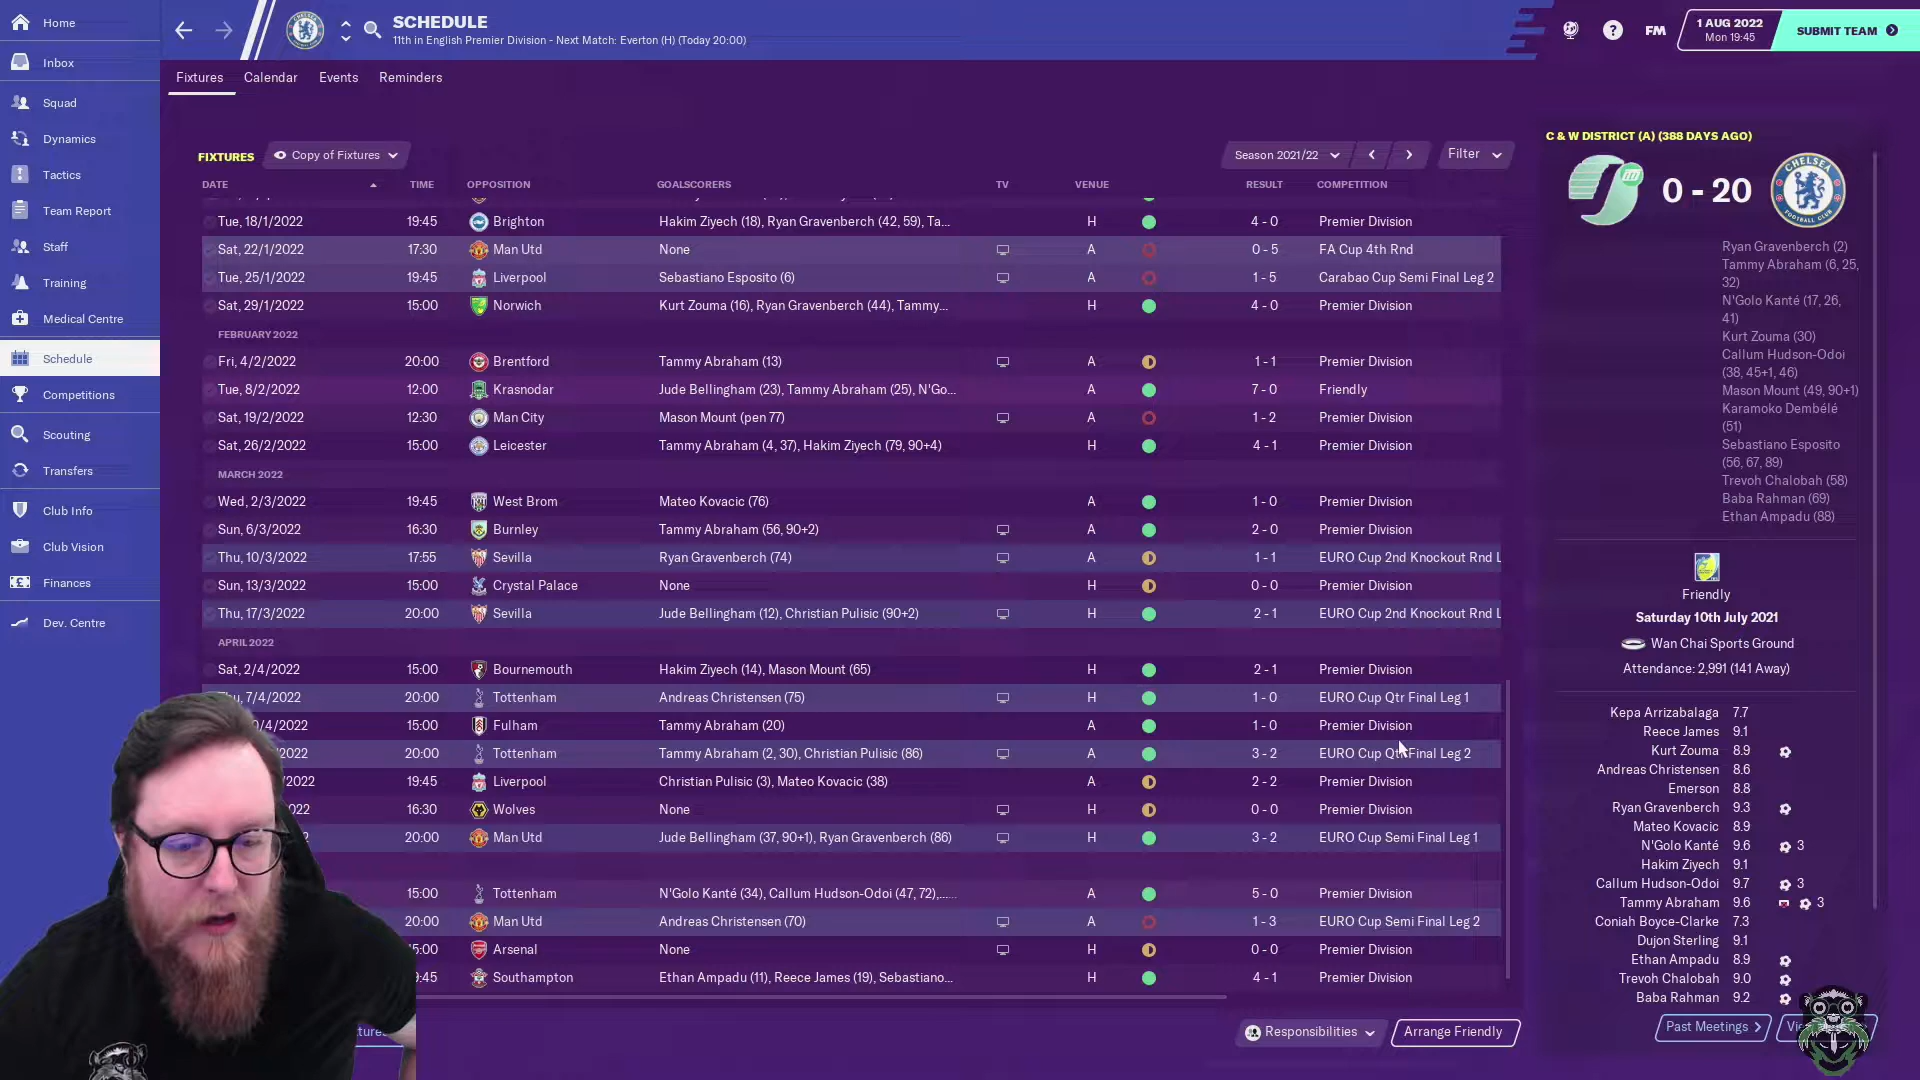 Home
Inbox
Squad
Dynamics
Tactics
Team Report
Staff
Training
Medical Centre
Schedule
Competitions
Scouting
Transfers
Club Info
Club Vision
Finances
Dev. Centre
SCHEDULE
11th in English Premier Division - Next Match: Everton (H) (Today 20:00)
FM
1 AUG 2022
Mon 19:45
SUBMIT TEAM
Fixtures Calendar Events Reminders
FIXTURES Copy of Fixtures Season 2021/22 Filter
DATE TIME OPPOSITION GOALSCORERS TV VENUE RESULT COMPETITION
Tue, 18/1/2022 19:45 Brighton Hakim Ziyech (18), Ryan Gravenberch (42, 59), Ta... H 4 - 0 Premier Division
Sat, 22/1/2022 17:30 Man Utd None A 0 - 5 FA Cup 4th Rnd
Tue, 25/1/2022 19:45 Liverpool Sebastiano Esposito (6) A 1 - 5 Carabao Cup Semi Final Leg 2
Sat, 29/1/2022 15:00 Norwich Kurt Zouma (16), Ryan Gravenberch (44), Tammy... H 4 - 0 Premier Division
FEBRUARY 2022
Fri, 4/2/2022 20:00 Brentford Tammy Abraham (13) A 1 - 1 Premier Division
Tue, 8/2/2022 12:00 Krasnodar Jude Bellingham (23), Tammy Abraham (25), N'Go... A 7 - 0 Friendly
Sat, 19/2/2022 12:30 Man City Mason Mount (pen 77) A 1 - 2 Premier Division
Sat, 26/2/2022 15:00 Leicester Tammy Abraham (4, 37), Hakim Ziyech (79, 90+4) H 4 - 1 Premier Division
MARCH 2022
Wed, 2/3/2022 19:45 West Brom Mateo Kovacic (76) A 1 - 0 Premier Division
Sun, 6/3/2022 16:30 Burnley Tammy Abraham (56, 90+2) A 2 - 0 Premier Division
Thu, 10/3/2022 17:55 Sevilla Ryan Gravenberch (74) A 1 - 1 EURO Cup 2nd Knockout Rnd L
Sun, 13/3/2022 15:00 Crystal Palace None H 0 - 0 Premier Division
Thu, 17/3/2022 20:00 Sevilla Jude Bellingham (12), Christian Pulisic (90+2) H 2 - 1 EURO Cup 2nd Knockout Rnd L
APRIL 2022
Sat, 2/4/2022 15:00 Bournemouth Hakim Ziyech (14), Mason Mount (65) H 2 - 1 Premier Division
7/4/2022 20:00 Tottenham Andreas Christensen (75) H 1 - 0 EURO Cup Qtr Final Leg 1
/4/2022 15:00 Fulham Tammy Abraham (20) A 1 - 0 Premier Division
2022 20:00 Tottenham Tammy Abraham (2, 30), Christian Pulisic (86) A 3 - 2 EURO Cup Qtr Final Leg 2
/2022 19:45 Liverpool Christian Pulisic (3), Mateo Kovacic (38) A 2 - 2 Premier Division
022 16:30 Wolves None H 0 - 0 Premier Division
20:00 Man Utd Jude Bellingham (37, 90+1), Ryan Gravenberch (86) H 3 - 2 EURO Cup Semi Final Leg 1
15:00 Tottenham N'Golo Kanté (34), Callum Hudson-Odoi (47, 72),...... A 5 - 0 Premier Division
20:00 Man Utd Andreas Christensen (70) A 1 - 3 EURO Cup Semi Final Leg 2
5:00 Arsenal None H 0 - 0 Premier Division
:45 Southampton Ethan Ampadu (11), Reece James (19), Sebastiano... H 4 - 1 Premier Division
Responsibilities Arrange Friendly
C & W DISTRICT (A) (388 DAYS AGO)
0 - 20
CHELSEA
FOOTBALL CLUB
Ryan Gravenberch (2)
Tammy Abraham (6, 25,
32)
N'Golo Kanté (17, 26,
41)
Kurt Zouma (30)
Callum Hudson-Odoi
(38, 45+1, 46)
Mason Mount (49, 90+1)
Karamoko Dembélé
(51)
Sebastiano Esposito
(56, 67, 89)
Trevoh Chalobah (58)
Baba Rahman (69)
Ethan Ampadu (88)
Friendly
Saturday 10th July 2021
Wan Chai Sports Ground
Attendance: 2,991 (141 Away)
Kepa Arrizabalaga 7.7
Reece James 9.1
Kurt Zouma 8.9
Andreas Christensen 8.6
Emerson 8.8
Ryan Gravenberch 9.3
Mateo Kovacic 8.9
N'Golo Kanté 9.6 3
Hakim Ziyech 9.1
Callum Hudson-Odoi 9.7 3
Tammy Abraham 9.6 3
Coniah Boyce-Clarke 7.3
Dujon Sterling 9.1
Ethan Ampadu 8.9
Trevoh Chalobah 9.0
Baba Rahman 9.2
Past Meetings